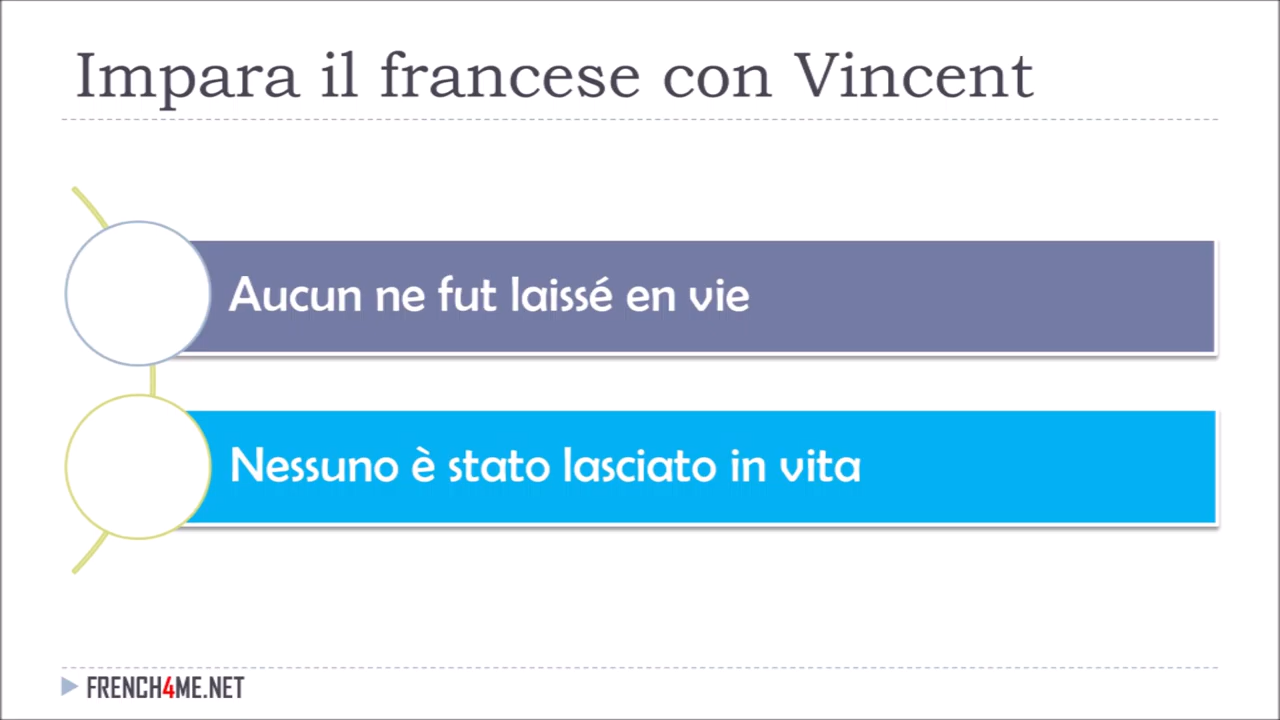 Impara il francese con Vincent
Aucun ne fut laissé en vie
Nessuno è stato lasciato in vita
FRENCH4ME.NET